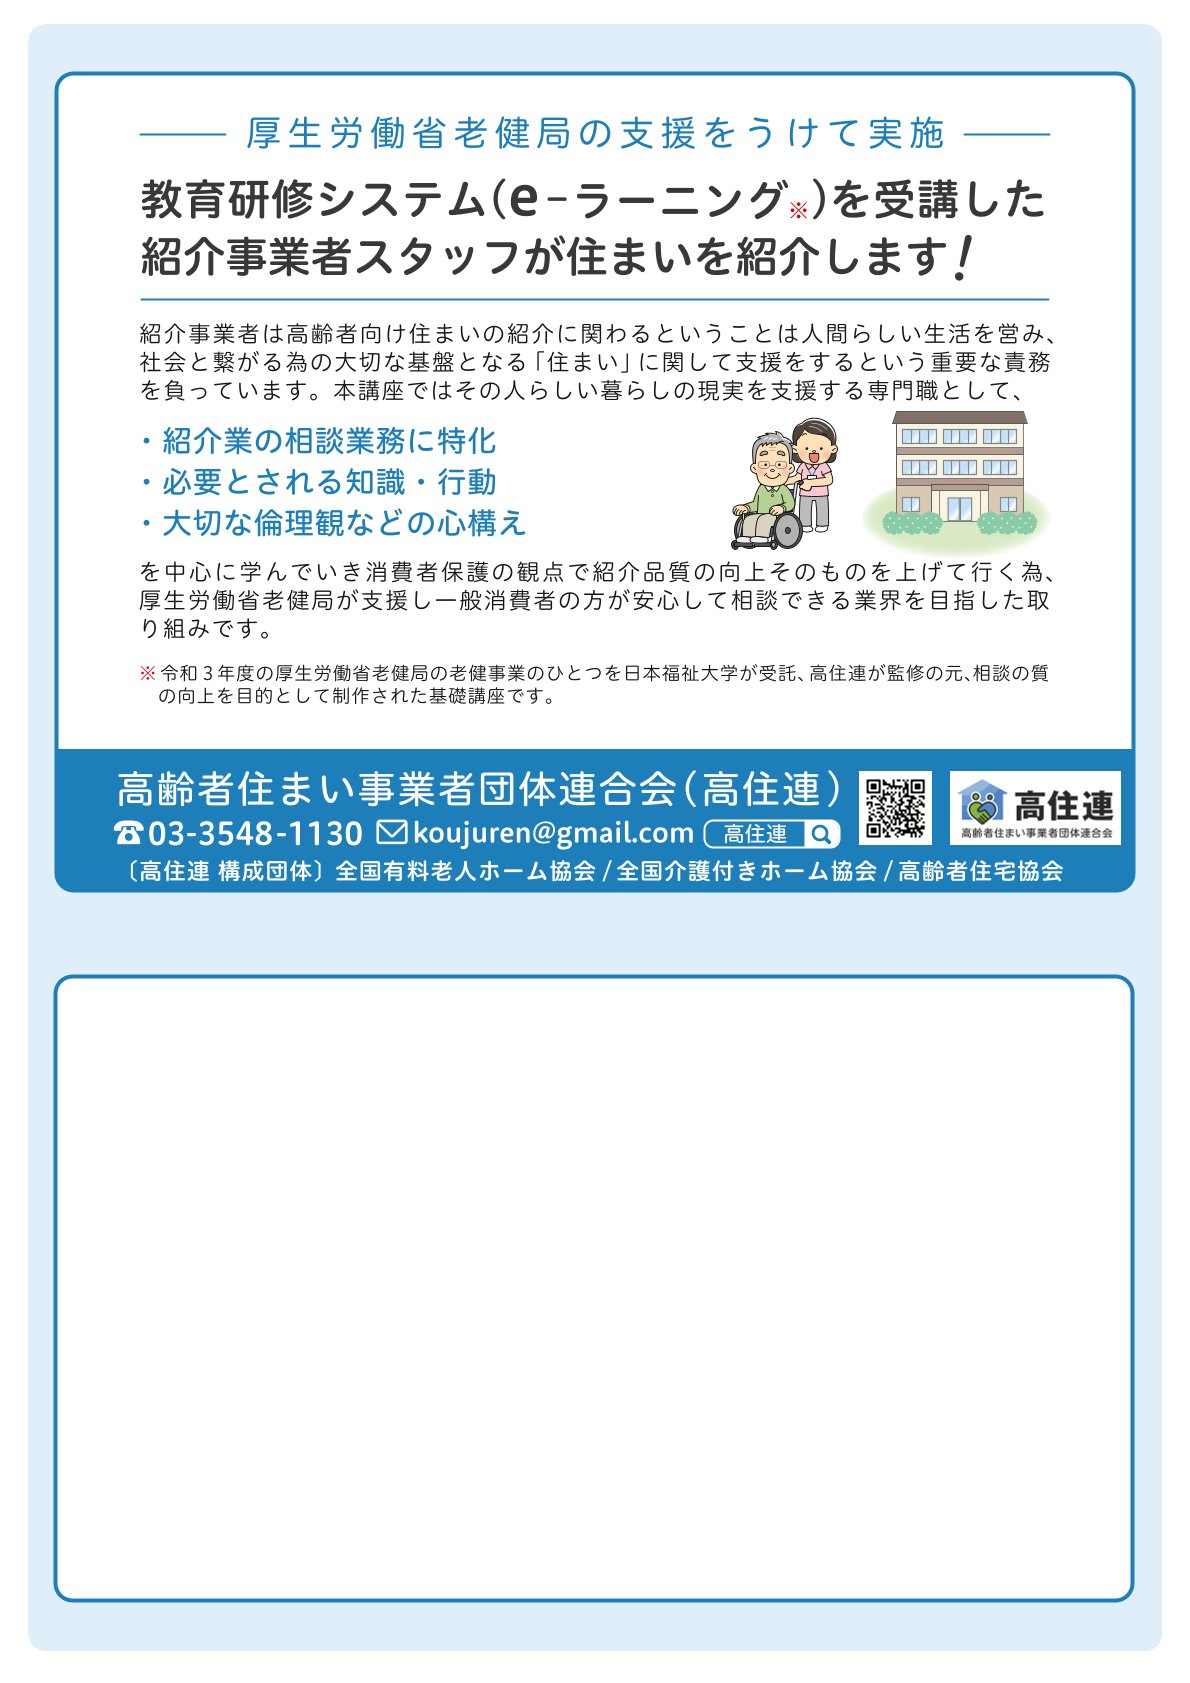 厚生労働省老健局の支援をうけて実施
教育研修システム(e-ラーニング※)を受講した
紹介事業者スタッフが住まいを紹介します!
紹介事業者は高齢者向け住まいの紹介に関わるということは人間らしい生活を営み、
社会と繋がる為の大切な基盤となる「住まい」に関して支援をするという重要な責務
を負っています。本講座ではその人らしい暮らしの現実を支援する専門職として、
・紹介業の相談業務に特化
・必要とされる知識・行動
・大切な倫理観などの心構え
を中心に学んでいき消費者保護の観点で紹介品質の向上そのものを上げて行く為、
厚生労働省老健局が支援し一般消費者の方が安心して相談できる業界を目指した取
り組みです。
※令和3年度の厚生労働省老健局の老健事業のひとつを日本福祉大学が受託、高住連が監修の元、相談の質
の向上を目的として制作された基礎講座です。
高齢者住まい事業者団体連合会(高住連)
☎03-3548-1130 koujuren@gmail.com 高住連
高住連
高齢者住まい事業者団体連合会
〔高住連 構成団体〕全国有料老人ホーム協会/全国介護付きホーム協会/高齢者住宅協会